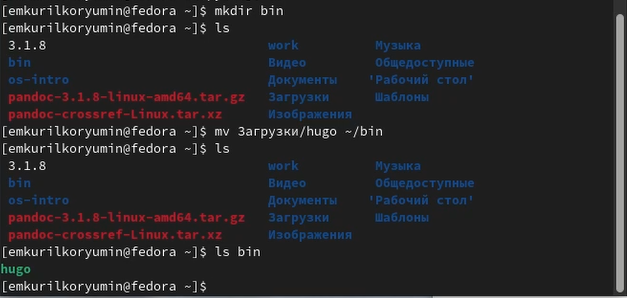 [emkurilkoryumin@fedora ~]$ mkdir bin
[emkurilkoryumin@fedora ~]$ ls
3.1.8 work Музыка
bin Видео Общедоступные
os-intro Документы 'Рабочий стол'
pandoc-3.1.8-linux-amd64.tar.gz Загрузки Шаблоны
pandoc-crossref-Linux.tar.xz Изображения
[emkurilkoryumin@fedora ~]$ mv Загрузки/hugo ~/bin
[emkurilkoryumin@fedora ~]$ ls
3.1.8 work Музыка
bin Видео Общедоступные
os-intro Документы 'Рабочий стол'
pandoc-3.1.8-linux-amd64.tar.gz Загрузки Шаблоны
pandoc-crossref-Linux.tar.xz Изображения
[emkurilkoryumin@fedora ~]$ ls bin
hugo
[emkurilkoryumin@fedora ~]$